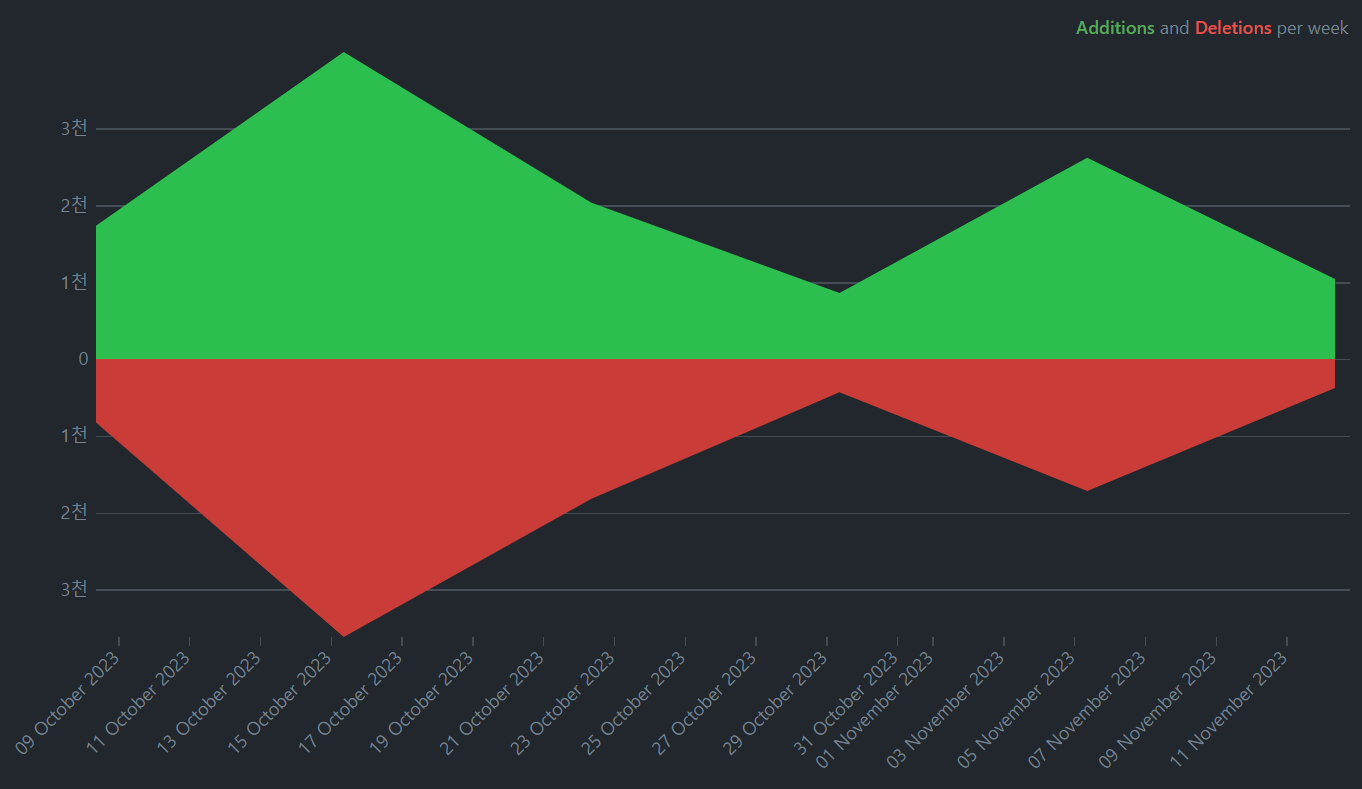 Additions and Deletions per week
3천
2천
1천
0
1천
2천
3천
09 October 2023
11 October 2023
13 October 2023
15 October 2023
17 October 2023
19 October 2023
21 October 2023
23 October 2023
25 October 2023
27 October 2023
29 October 2023
31 October 2023
01 November 2023
03 November 2023
05 November 2023
07 November 2023
09 November 2023
11 November 2023